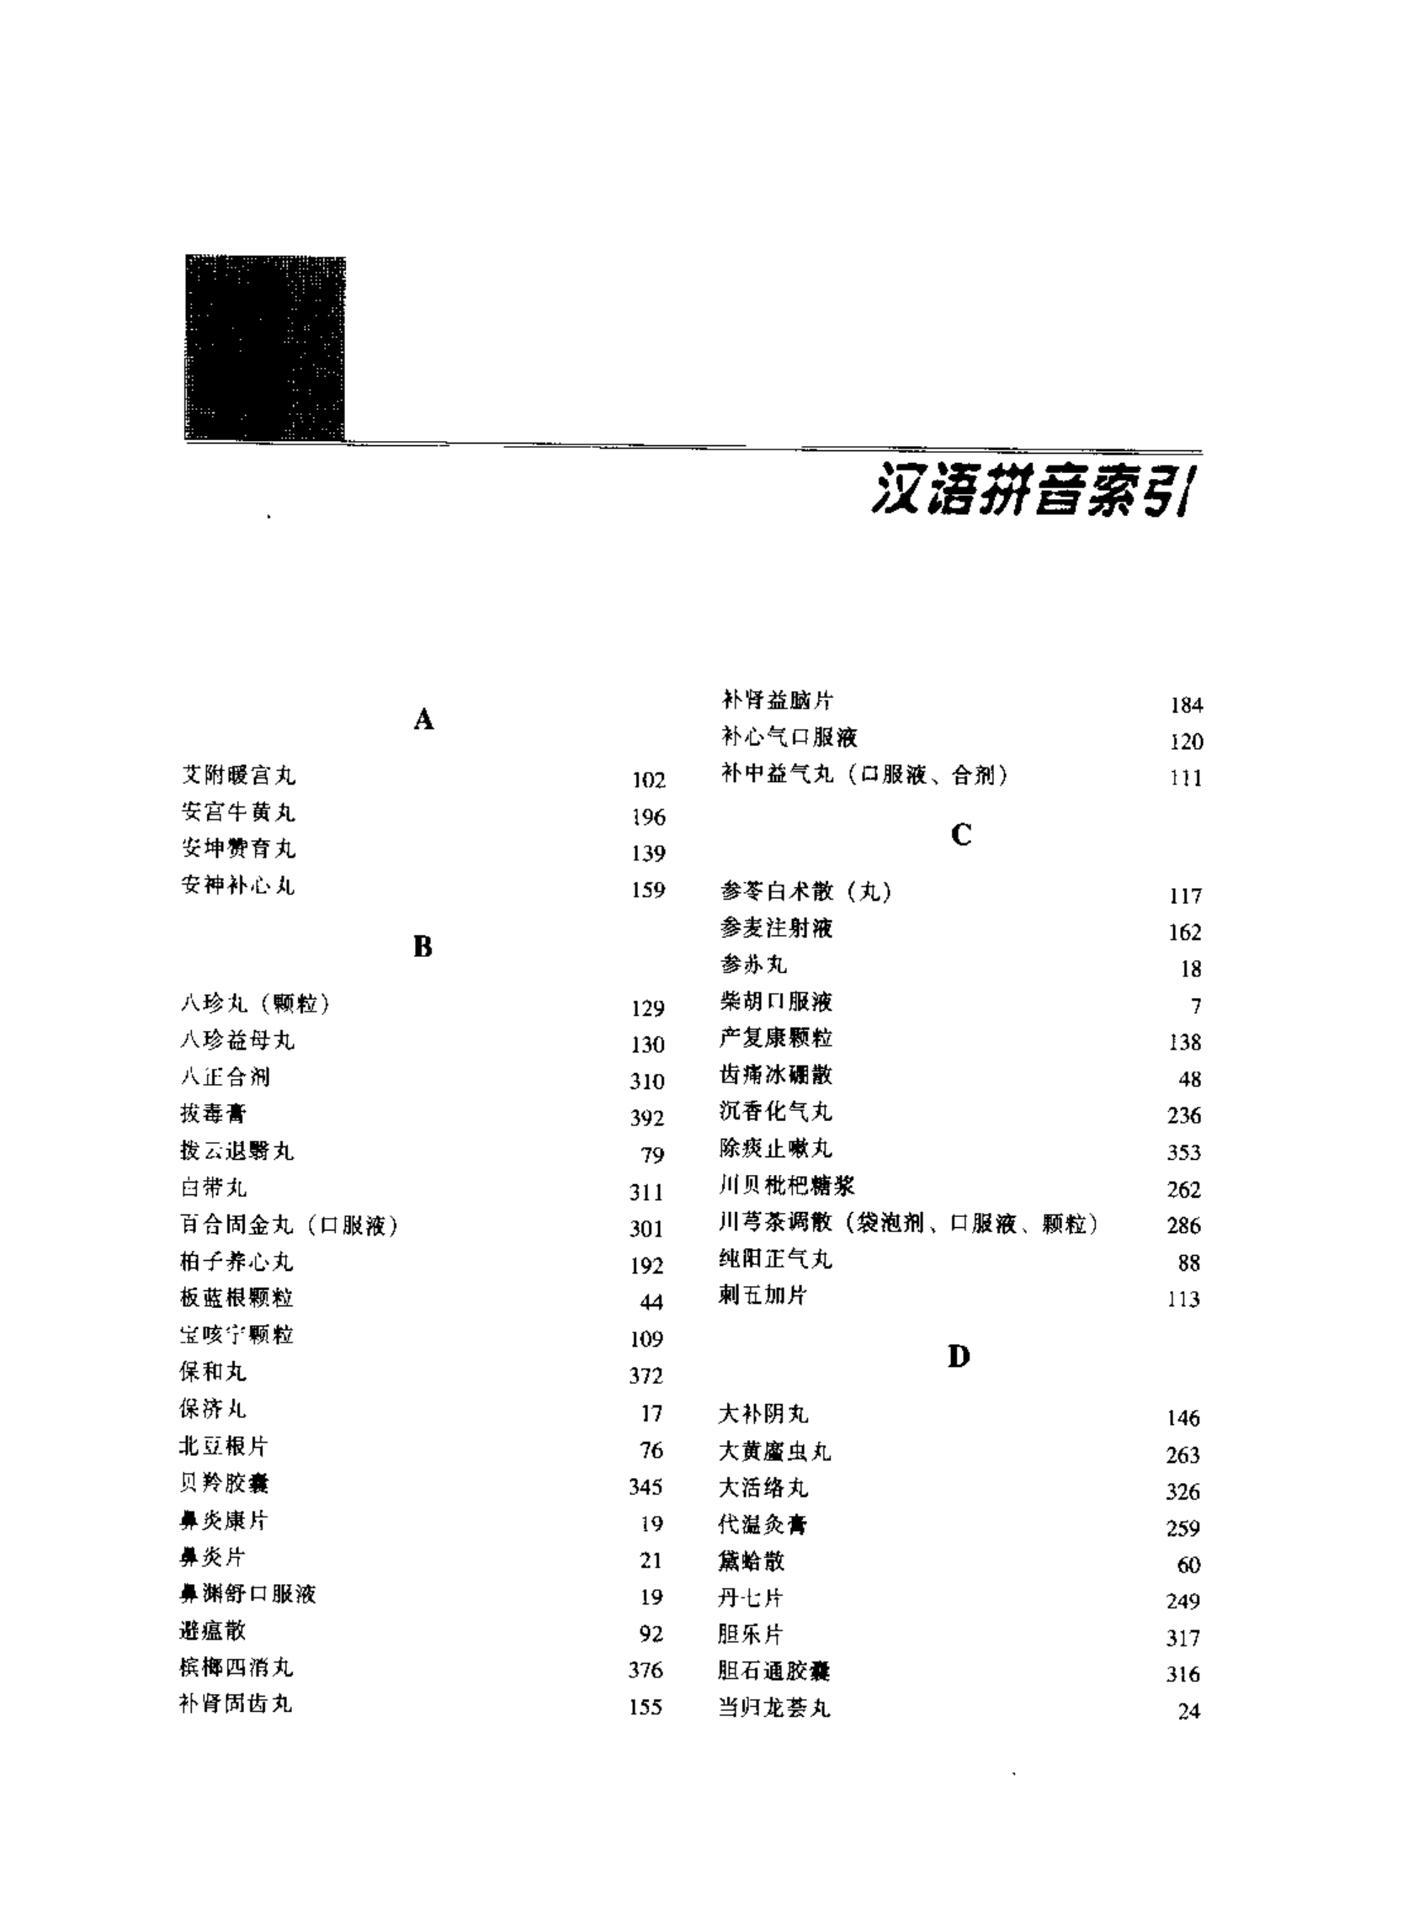 汉语拼音索引
A
艾附暖宫丸 102
安宫牛黄丸 196
安坤赞育丸 139
安神补心丸 159
B
八珍丸（颗粒） 129
八珍益母丸 130
八正合剂 310
拔毒膏 392
拨云退翳丸 79
白带丸 311
百合固金丸（口服液） 301
柏子养心丸 192
板蓝根颗粒 44
宝咳宁颗粒 109
保和丸 372
保济丸 17
北豆根片 76
贝羚胶囊 345
鼻炎康片 19
鼻炎片 21
鼻渊舒口服液 19
避瘟散 92
槟榔四消丸 376
补肾固齿丸 155
补肾益脑片 184
补心气口服液 120
补中益气丸（口服液、合剂） 111
C
参苓白术散（丸） 117
参麦注射液 162
参苏丸 18
柴胡口服液 7
产复康颗粒 138
齿痛冰硼散 48
沉香化气丸 236
除痰止嗽丸 353
川贝枇杷糖浆 262
川芎茶调散（袋泡剂、口服液、颗粒） 286
纯阳正气丸 88
刺五加片 113
D
大补阴丸 146
大黄䗪虫丸 263
大活络丸 326
代温灸膏 259
黛蛤散 60
丹七片 249
胆乐片 317
胆石通胶囊 316
当归龙荟丸 24